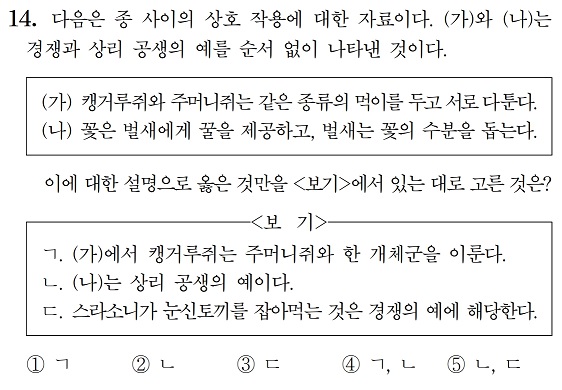 14. 다음은 종 사이의 상호 작용에 대한 자료이다. (가)와 (나)는
경쟁과 상리 공생의 예를 순서 없이 나타낸 것이다.
(가) 캥거루쥐와 주머니쥐는 같은 종류의 먹이를 두고 서로 다툰다.
(나) 꽃은 벌새에게 꿀을 제공하고, 벌새는 꽃의 수분을 돕는다.
이에 대한 설명으로 옳은 것만을 <보기>에서 있는 대로 고른 것은?
<보 기>
ㄱ. (가)에서 캥거루쥐는 주머니쥐와 한 개체군을 이룬다.
ㄴ. (나)는 상리 공생의 예이다.
ㄷ. 스라소니가 눈신토끼를 잡아먹는 것은 경쟁의 예에 해당한다.
① ㄱ ② ㄴ ③ ㄷ ④ ㄱ, ㄴ ⑤ ㄴ, ㄷ